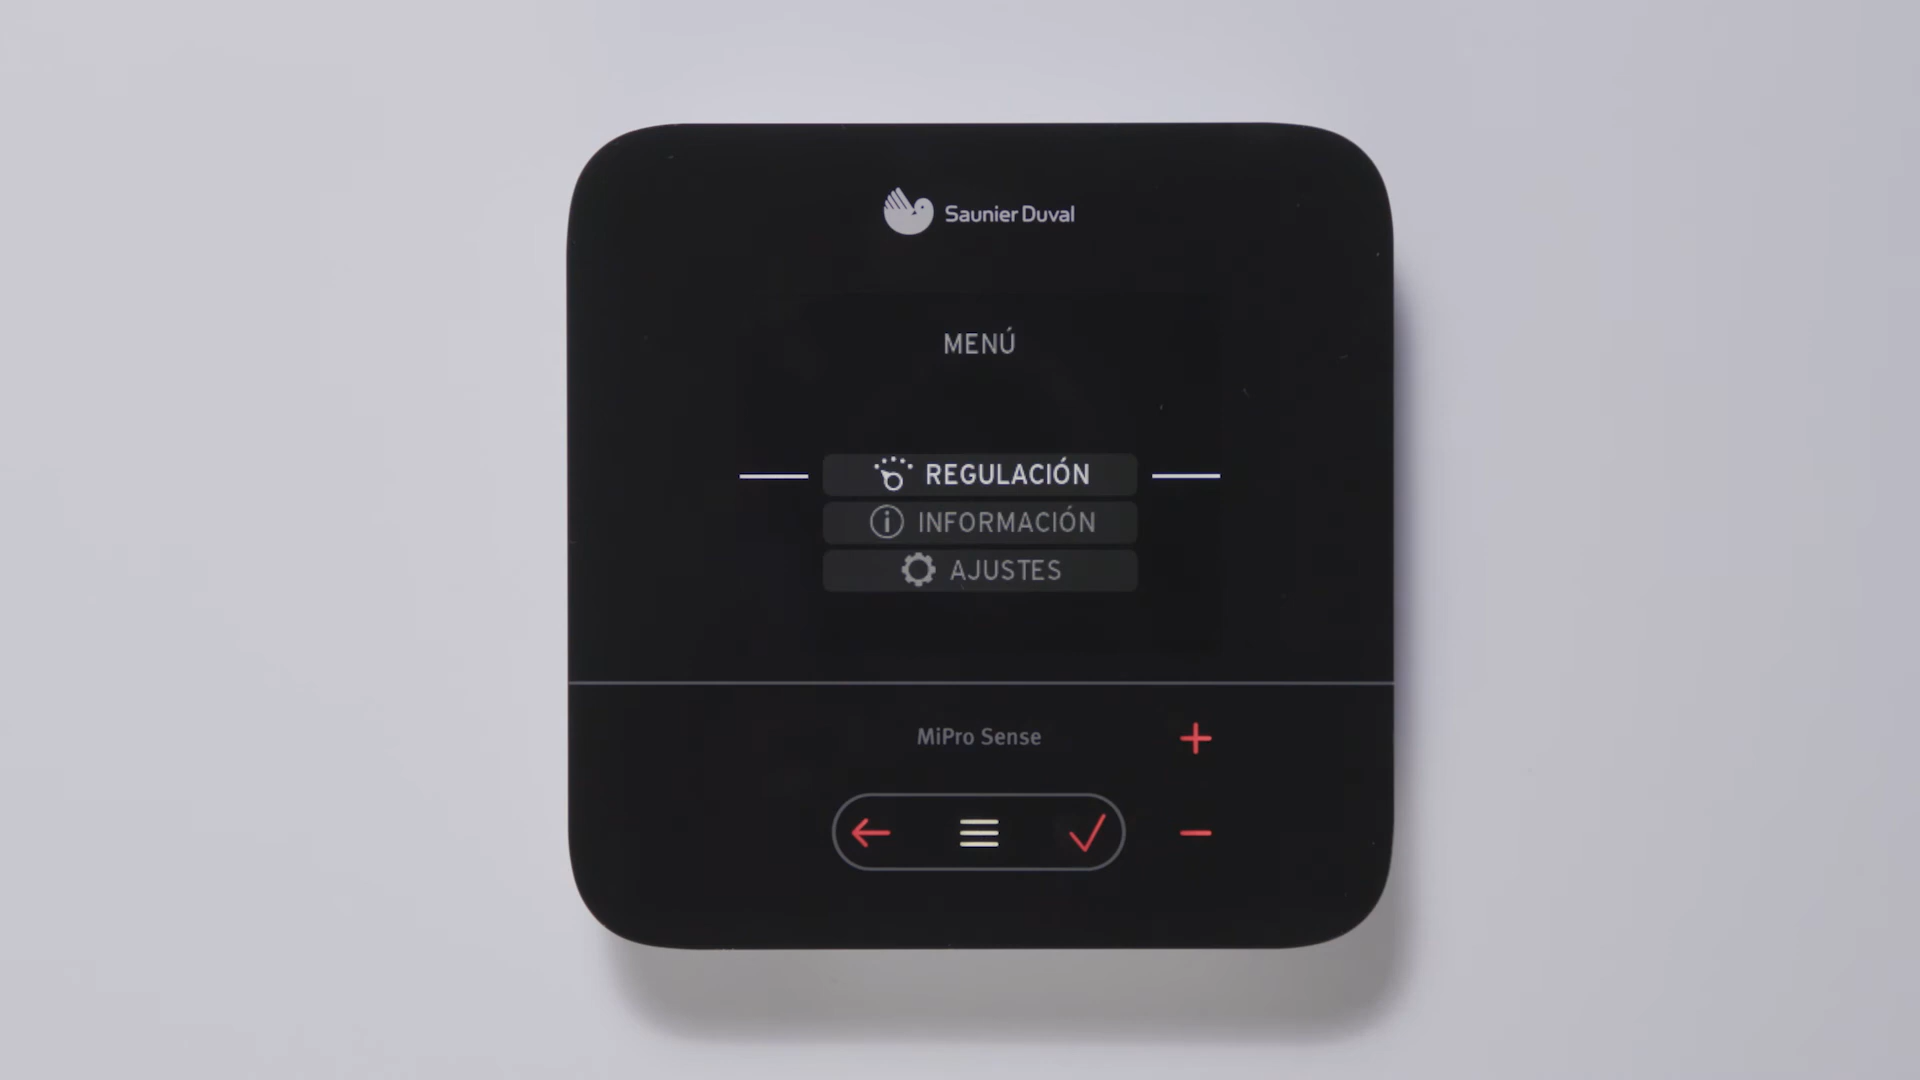 Saunier Duval
MENÚ
REGULACIÓN
INFORMACIÓN
AJUSTES
MiPro Sense